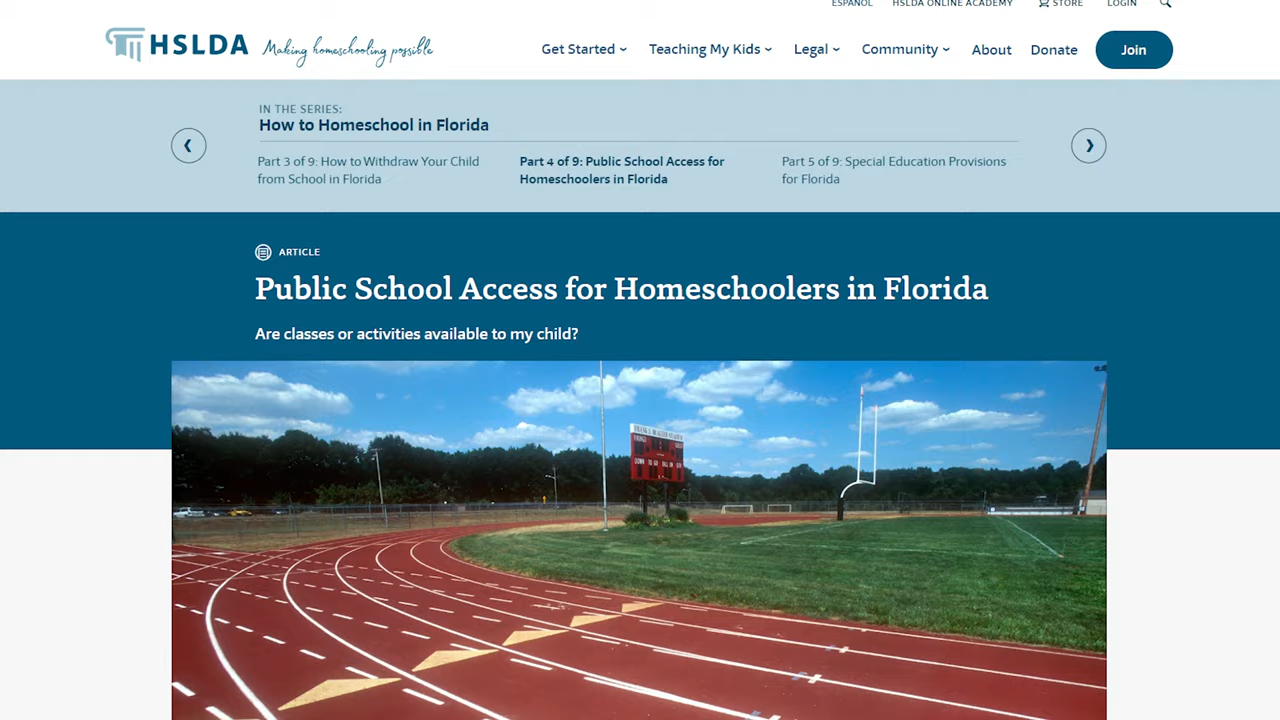 ESPAÑOL HSLDA ONLINE ACADEMY STORE LOGIN
HSLDA Making homeschooling possible
Get Started Teaching My Kids Legal Community About Donate Join
IN THE SERIES:
How to Homeschool in Florida
Part 3 of 9: How to Withdraw Your Child
from School in Florida
Part 4 of 9: Public School Access for
Homeschoolers in Florida
Part 5 of 9: Special Education Provisions
for Florida
ARTICLE
Public School Access for Homeschoolers in Florida
Are classes or activities available to my child?